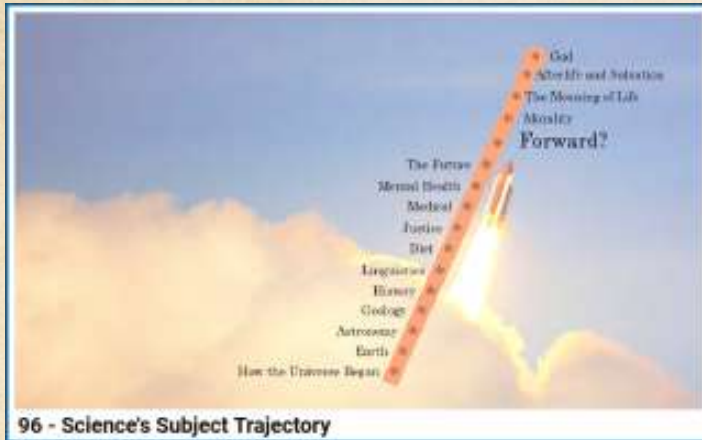 God
Afterlife and Salvation
The Meaning of Life
Morality
Forward?
The Future
Mental Health
Medical
Justice
Diet
Linguistics
History
Geology
Astronomy
Earth
How the Universe Began
96 - Science's Subject Trajectory